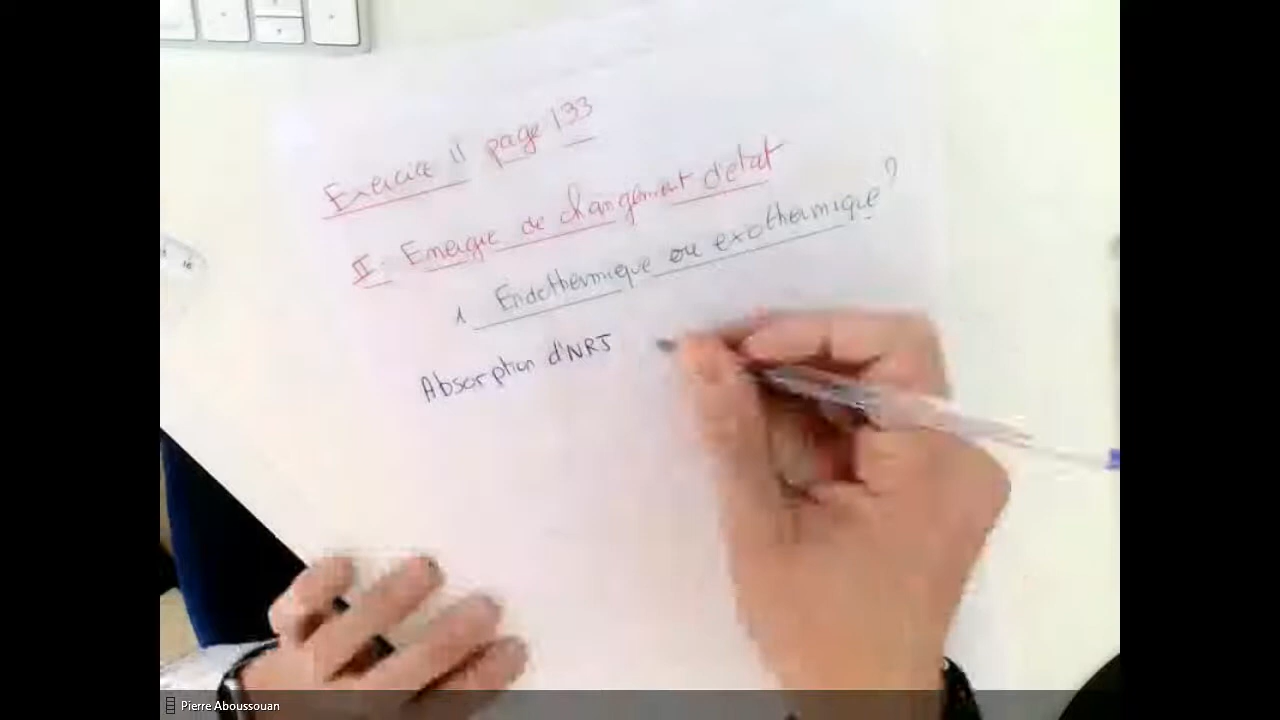 Exercice 11 page 133
II. Energie de changement d'état
1 Endothermique ou exothermique ?
Absorption d'NRJ
Pierre Aboussouan